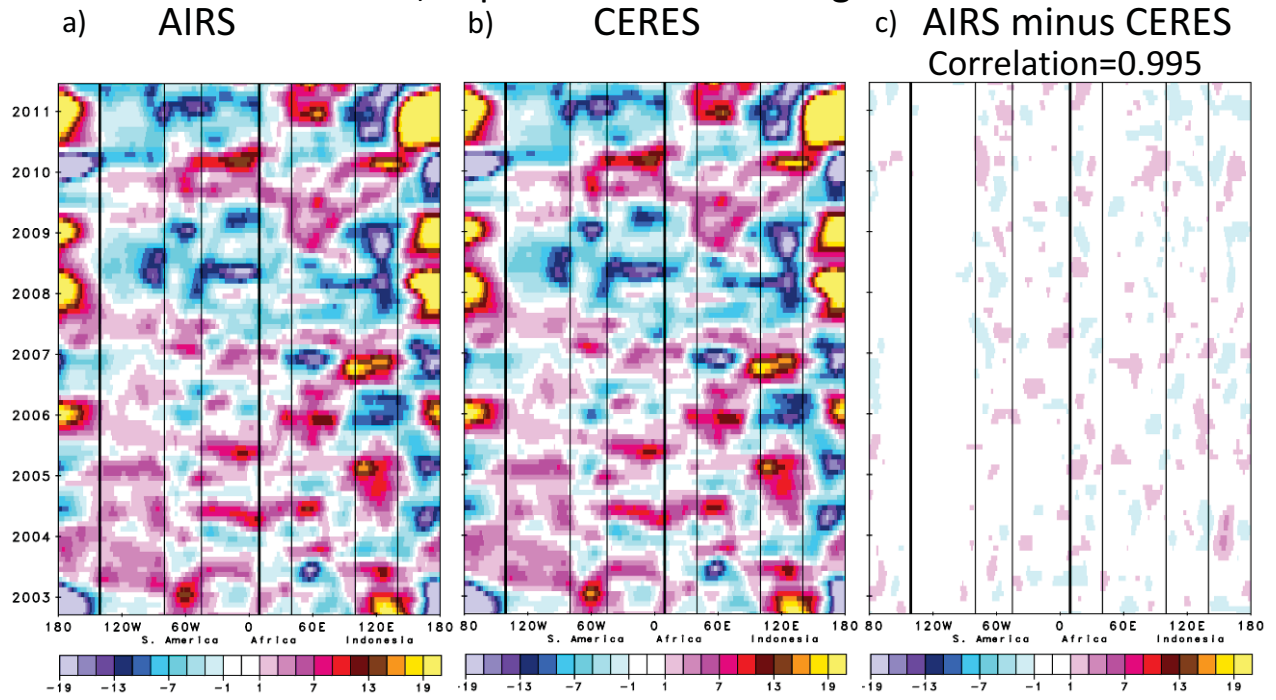 a) AIRS
b) CERES
c) AIRS minus CERES
Correlation=0.995
2011
2010
2009
2008
2007
2006
2005
2004
2003
180 120W 60W 0 60E 120E 180
S. America Africa Indonesia
180 120W 60W 0 60E 120E 180
S. America Africa Indonesia
180 120W 60W 0 60E 120E 180
S. America Africa Indonesia
-19 -13 -7 -1 1 7 13 19
-19 -13 -7 -1 1 7 13 19
-19 -13 -7 -1 1 7 13 19